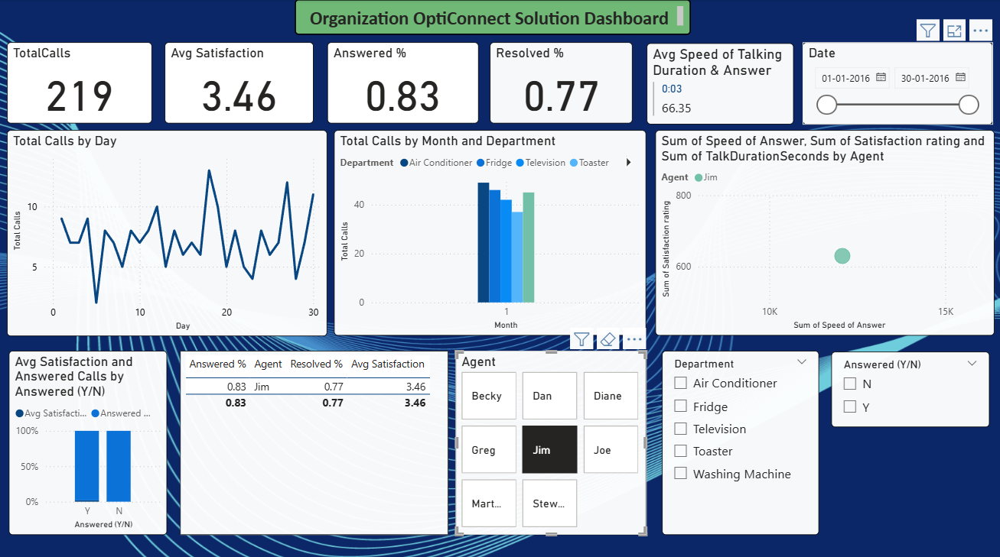 Organization OptiConnect Solution Dashboard
TotalCalls
219
Avg Satisfaction
3.46
Answered %
0.83
Resolved %
0.77
Avg Speed of Talking
Duration & Answer
0:03
66.35
Date
01-01-2016
30-01-2016
Total Calls by Day
Total Calls
10
5
0
10
20
30
Day
Total Calls by Month and Department
Department Air Conditioner Fridge Television Toaster
Total Calls
40
20
0
1
Month
Sum of Speed of Answer, Sum of Satisfaction rating and
Sum of TalkDurationSeconds by Agent
Agent Jim
Sum of Satisfaction rating
800
600
10K
15K
Sum of Speed of Answer
Avg Satisfaction and
Answered Calls by
Answered (Y/N)
Avg Satisfacti... Answered ...
100%
50%
0%
Y
N
Answered (Y/N)
Answered % Agent Resolved % Avg Satisfaction
0.83 Jim 0.77 3.46
0.83 0.77 3.46
Agent
Becky
Dan
Diane
Greg
Jim
Joe
Mart...
Stew...
Department
Air Conditioner
Fridge
Television
Toaster
Washing Machine
Answered (Y/N)
N
Y